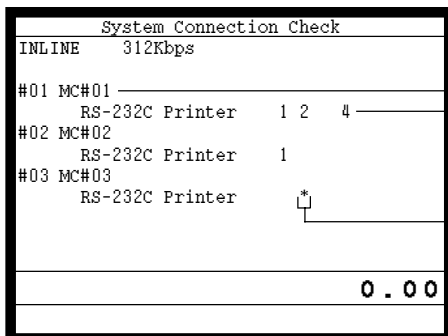 System Connection Check
INLINE 312Kbps
#01 MC#01
RS-232C Printer 1 2 4
#02 MC#02
RS-232C Printer 1
#03 MC#03
RS-232C Printer *
0.00